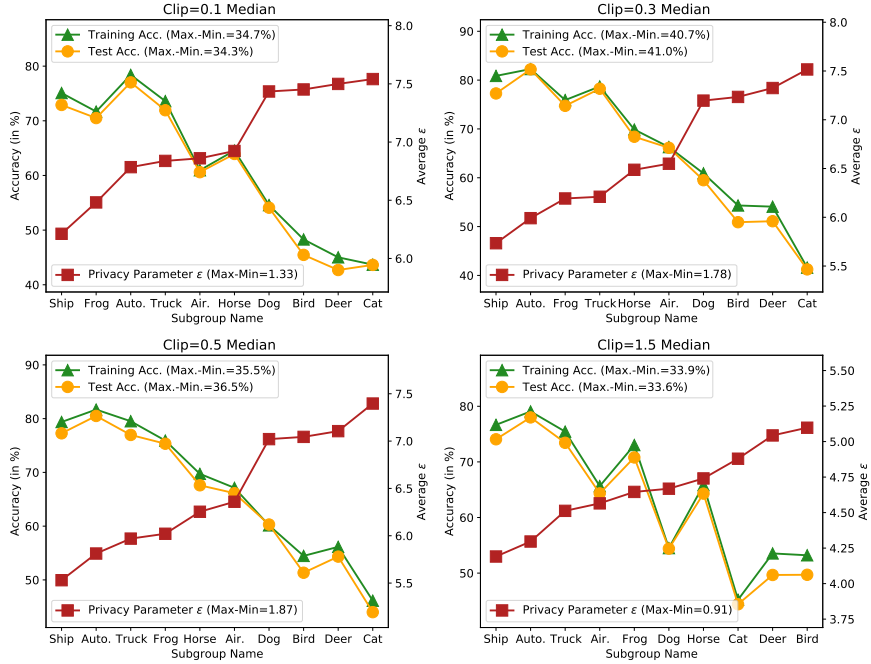 Clip=0.1 Median
Training Acc. (Max.-Min.=34.7%)
Test Acc. (Max.-Min.=34.3%)
Privacy Parameter ε (Max-Min=1.33)
Accuracy (in %)
80
70
60
50
40
Average ε
8.0
7.5
7.0
6.5
6.0
Ship Frog Auto. Truck Air. Horse Dog Bird Deer Cat
Subgroup Name
Clip=0.3 Median
Training Acc. (Max.-Min.=40.7%)
Test Acc. (Max.-Min.=41.0%)
Privacy Parameter ε (Max-Min=1.78)
Accuracy (in %)
90
80
70
60
50
40
Average ε
8.0
7.5
7.0
6.5
6.0
5.5
Ship Auto. Frog Truck Horse Air. Dog Bird Deer Cat
Subgroup Name
Clip=0.5 Median
Training Acc. (Max.-Min.=35.5%)
Test Acc. (Max.-Min.=36.5%)
Privacy Parameter ε (Max-Min=1.87)
Accuracy (in %)
90
80
70
60
50
Average ε
7.5
7.0
6.5
6.0
5.5
Ship Auto. Truck Frog Horse Air. Dog Bird Deer Cat
Subgroup Name
Clip=1.5 Median
Training Acc. (Max.-Min.=33.9%)
Test Acc. (Max.-Min.=33.6%)
Privacy Parameter ε (Max-Min=0.91)
Accuracy (in %)
80
70
60
50
Average ε
5.50
5.25
5.00
4.75
4.50
4.25
4.00
3.75
Ship Auto. Truck Air. Frog Dog Horse Cat Deer Bird
Subgroup Name